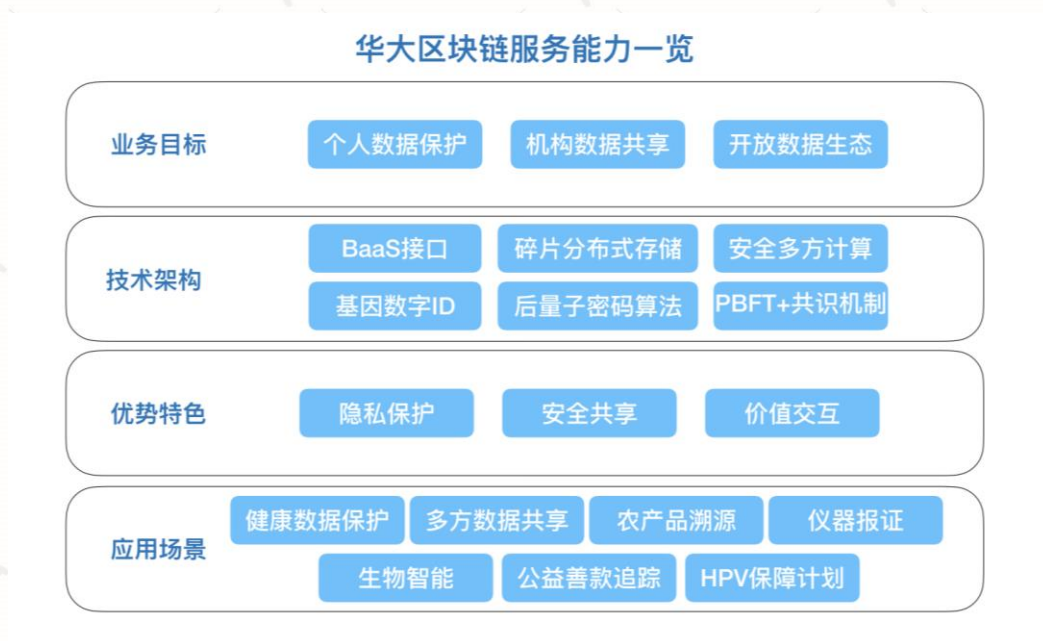 华大区块链服务能力一览
业务目标
个人数据保护 机构数据共享 开放数据生态
技术架构
BaaS接口 碎片分布式存储 安全多方计算
基因数字ID 后量子密码算法 PBFT+共识机制
优势特色
隐私保护 安全共享 价值交互
应用场景
健康数据保护 多方数据共享 农产品溯源 仪器报证
生物智能 公益善款追踪 HPV保障计划